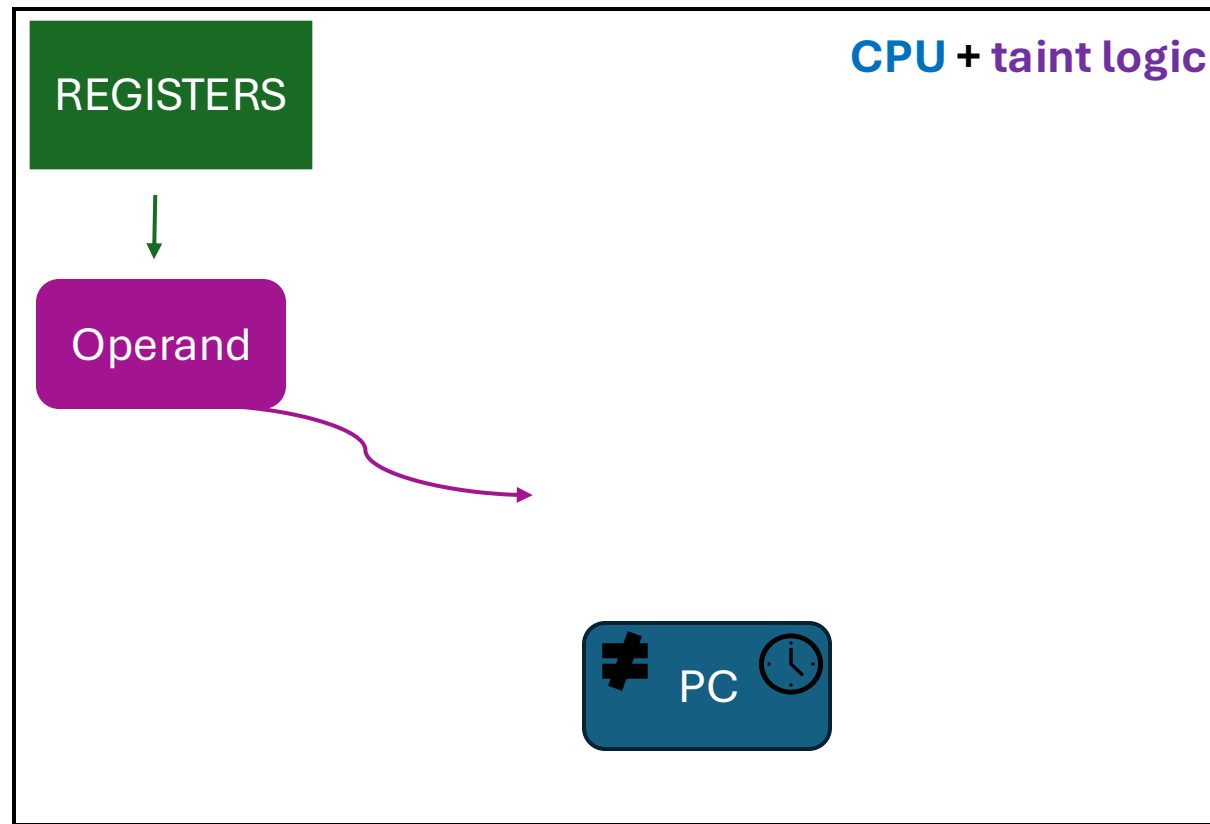 REGISTERS
CPU + taint logic
Operand
PC